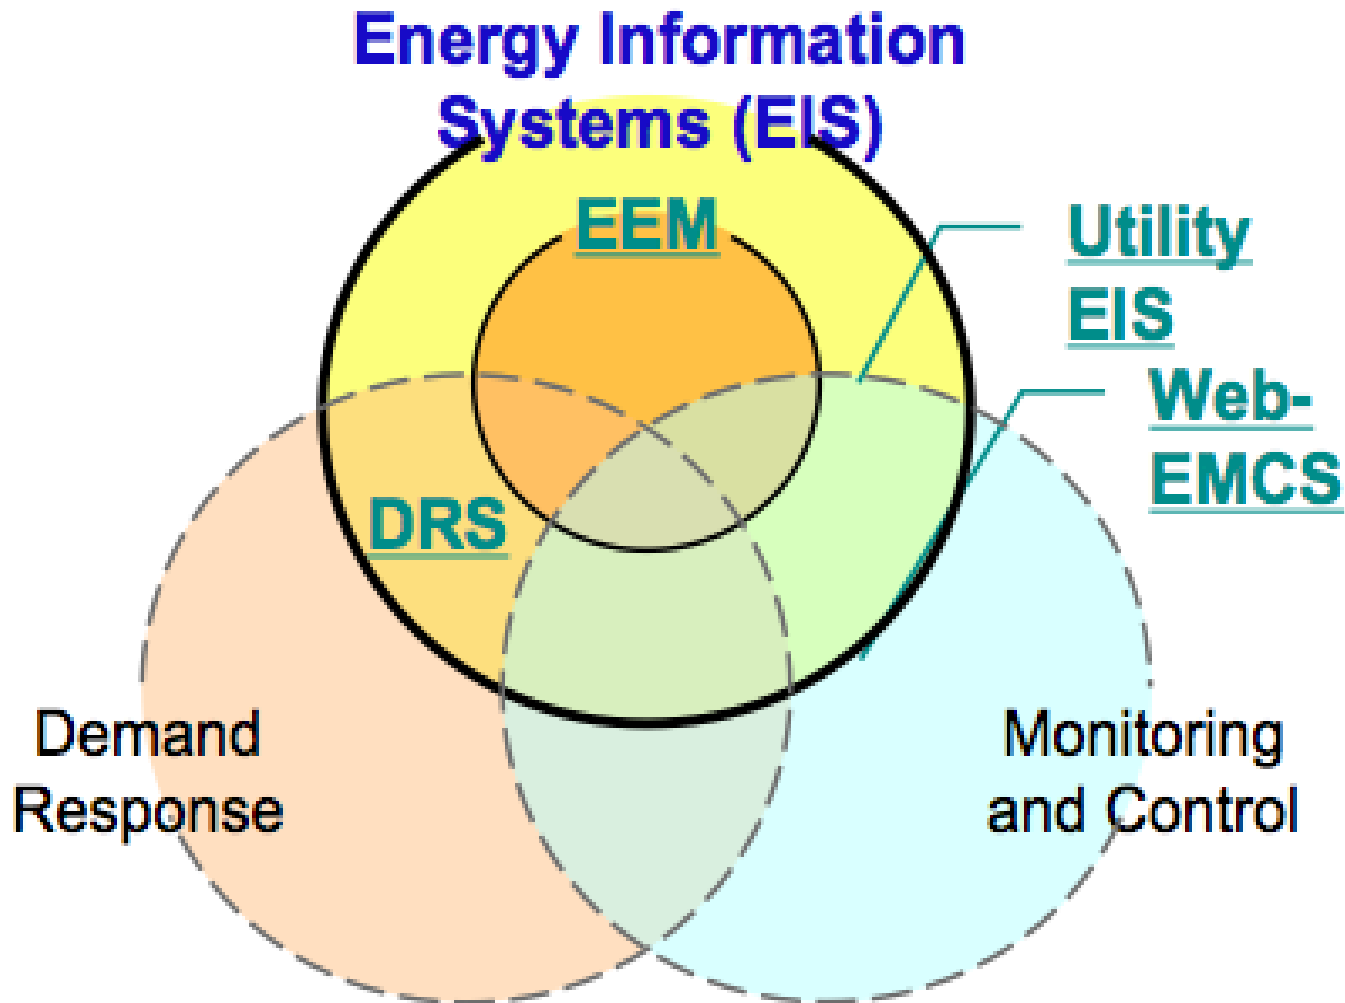 Energy Information
Systems (EIS)
EEM
Utility
EIS
Web-
EMCS
DRS
Demand
Response
Monitoring
and Control